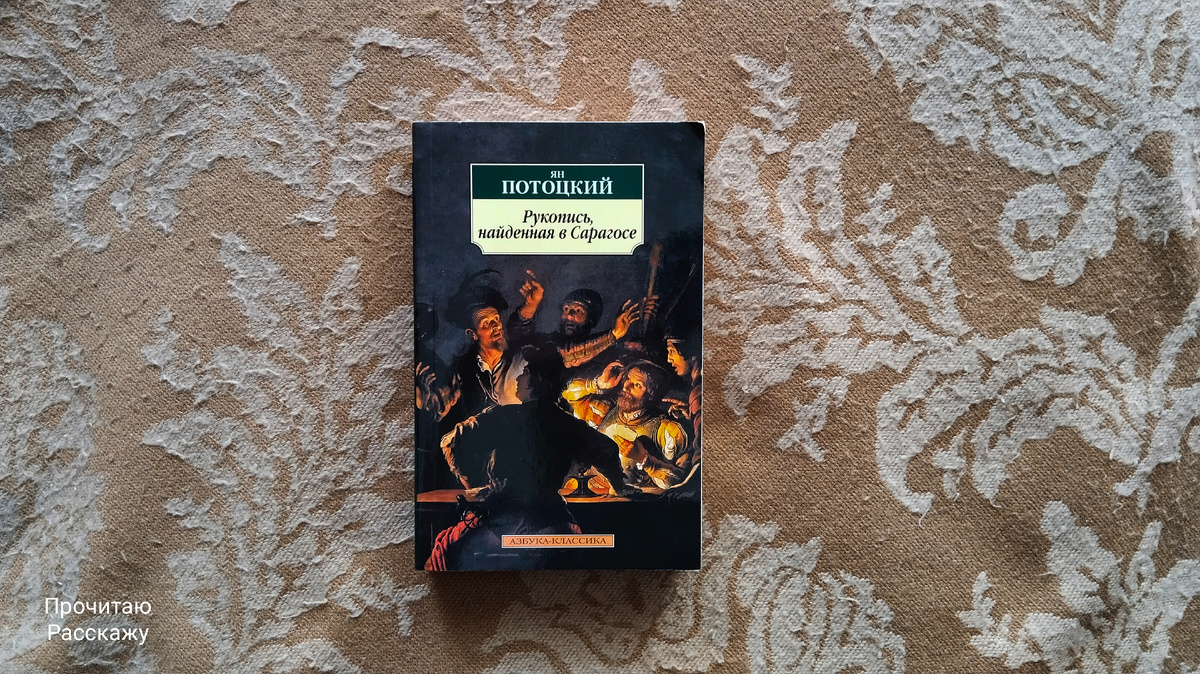 ЯН
ПОТОЦКИЙ
Рукопись,
найденная в Сарагосе
АЗБУКА-КЛАССИКА
Прочитаю
Расскажу